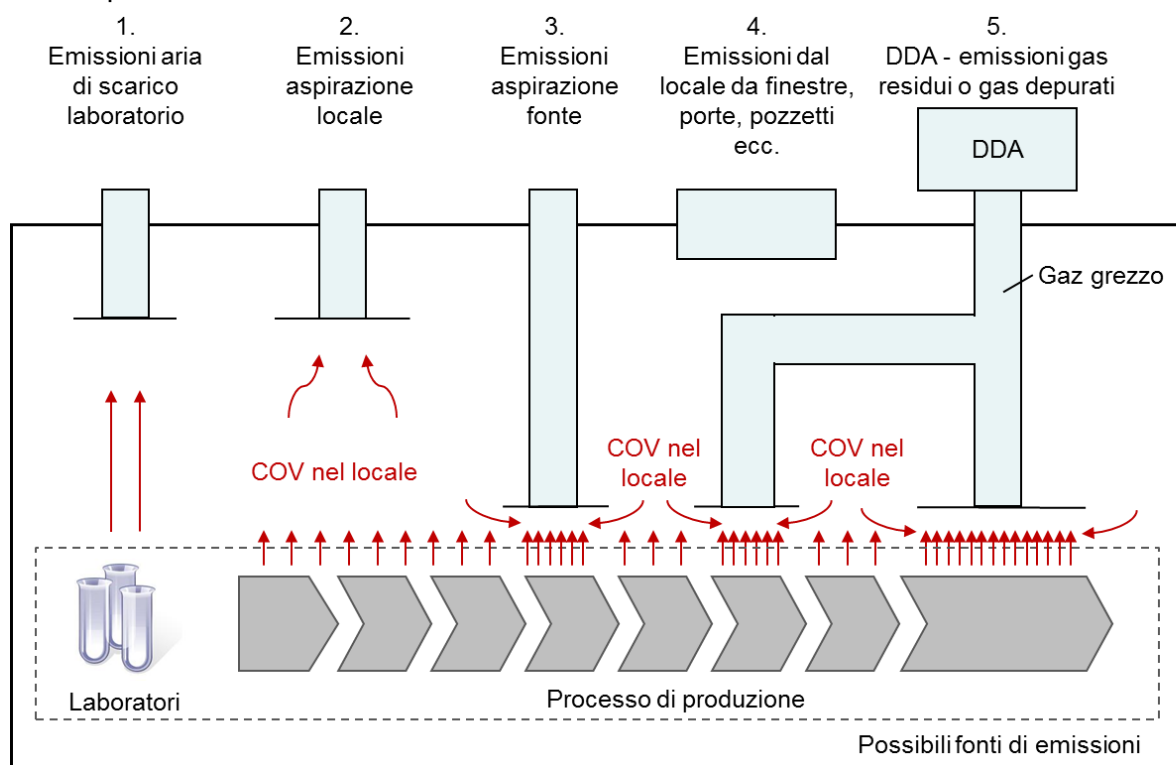 1.
Emissioni aria
di scarico
laboratorio
2.
Emissioni
aspirazione
locale
3.
Emissioni
aspirazione
fonte
4.
Emissioni dal
locale da finestre,
porte, pozzetti
ecc.
5.
DDA - emissioni gas
residui o gas depurati
DDA
Gaz grezzo
COV nel locale
COV nel
locale
COV nel
locale
Laboratori
Processo di produzione
Possibili fonti di emissioni